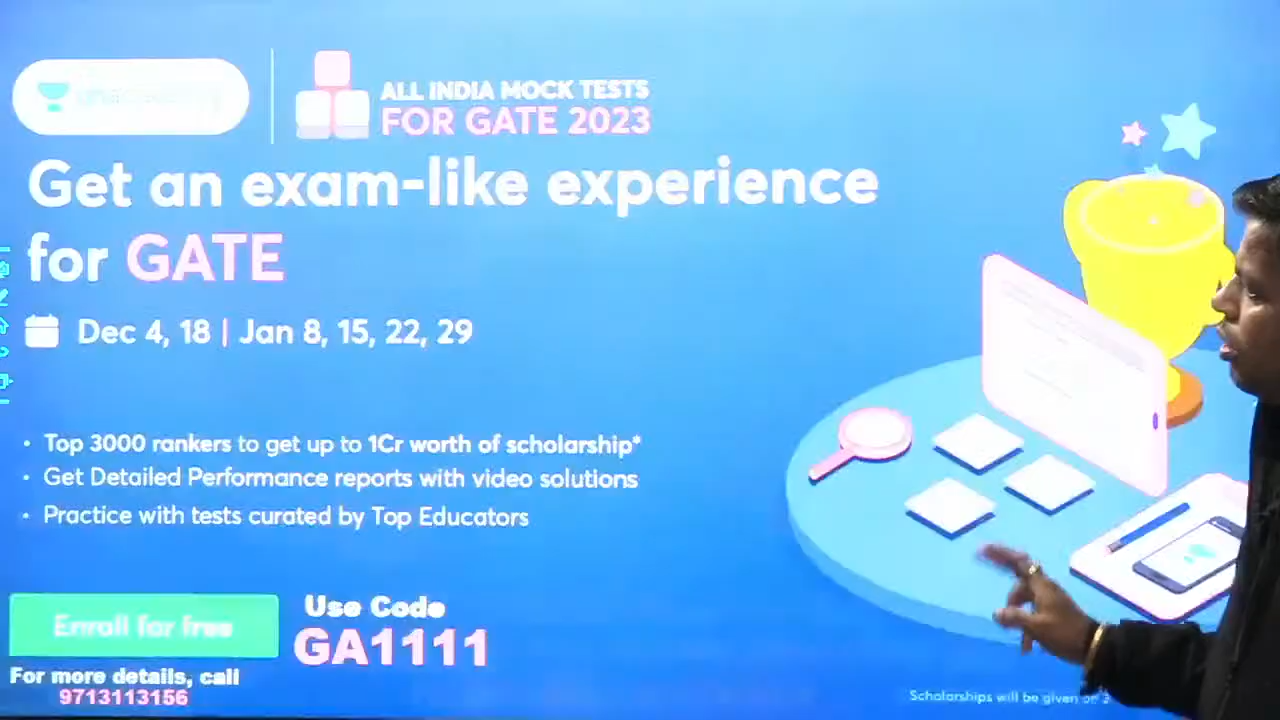 ALL INDIA MOCK TESTS
FOR GATE 2023
Get an exam-like experience
for GATE
Dec 4, 18 | Jan 8, 15, 22, 29
• Top 3000 rankers to get up to 1Cr worth of scholarship*
• Get Detailed Performance reports with video solutions
• Practice with tests curated by Top Educators
Enroll for free
Use Code
GA1111
For more details, call
9713113156
Scholarships will be given on